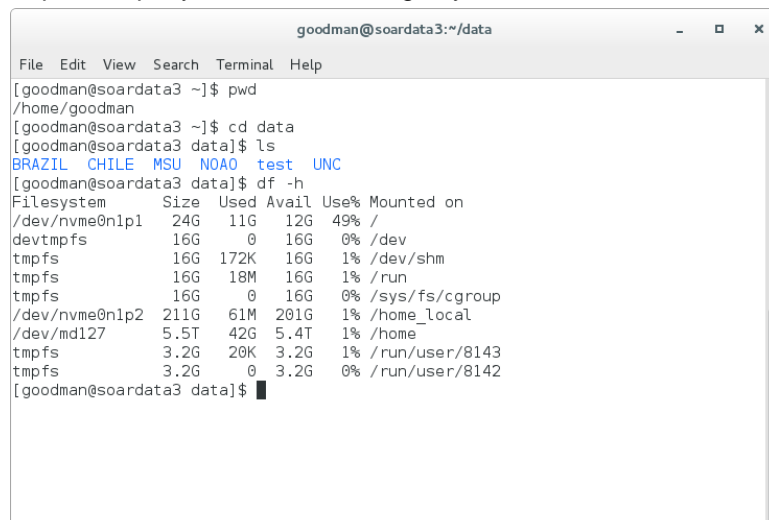 goodman@soardata3:~/data
File Edit View Search Terminal Help
[goodman@soardata3 ~]$ pwd
/home/goodman
[goodman@soardata3 ~]$ cd data
[goodman@soardata3 data]$ ls
BRAZIL  CHILE  MSU  NOAO  test  UNC
[goodman@soardata3 data]$ df -h
Filesystem      Size  Used Avail Use% Mounted on
/dev/nvme0n1p1   24G   11G   12G  49% /
devtmpfs         16G     0   16G   0% /dev
tmpfs            16G  172K   16G   1% /dev/shm
tmpfs            16G   18M   16G   1% /run
tmpfs            16G     0   16G   0% /sys/fs/cgroup
/dev/nvme0n1p2  211G   61M  201G   1% /home_local
/dev/md127      5.5T   42G  5.4T   1% /home
tmpfs           3.2G   20K  3.2G   1% /run/user/8143
tmpfs           3.2G     0  3.2G   0% /run/user/8142
[goodman@soardata3 data]$